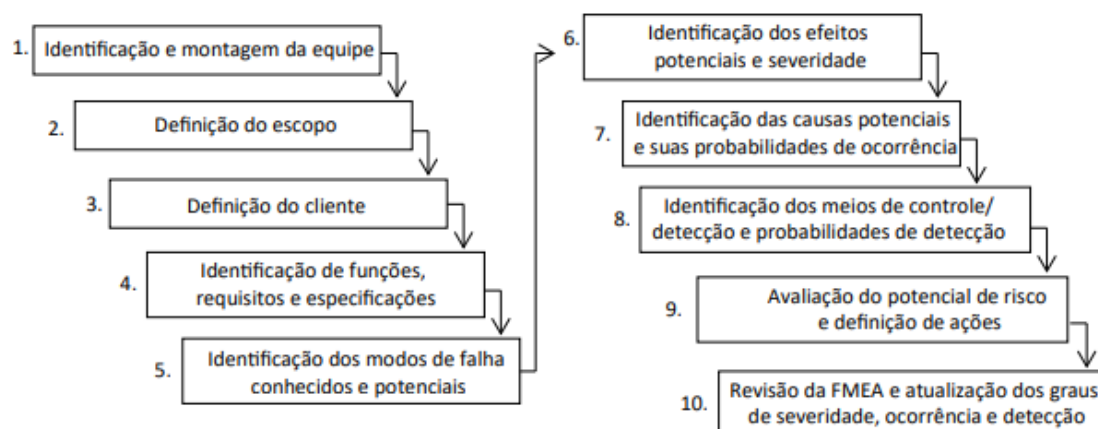 1. Identificação e montagem da equipe
2. Definição do escopo
3. Definição do cliente
4. Identificação de funções,
requisitos e especificações
5. Identificação dos modos de falha
conhecidos e potenciais
6. Identificação dos efeitos
potenciais e severidade
7. Identificação das causas potenciais
e suas probabilidades de ocorrência
8. Identificação dos meios de controle/
detecção e probabilidades de detecção
9. Avaliação do potencial de risco
e definição de ações
10. Revisão da FMEA e atualização dos graus
de severidade, ocorrência e detecção